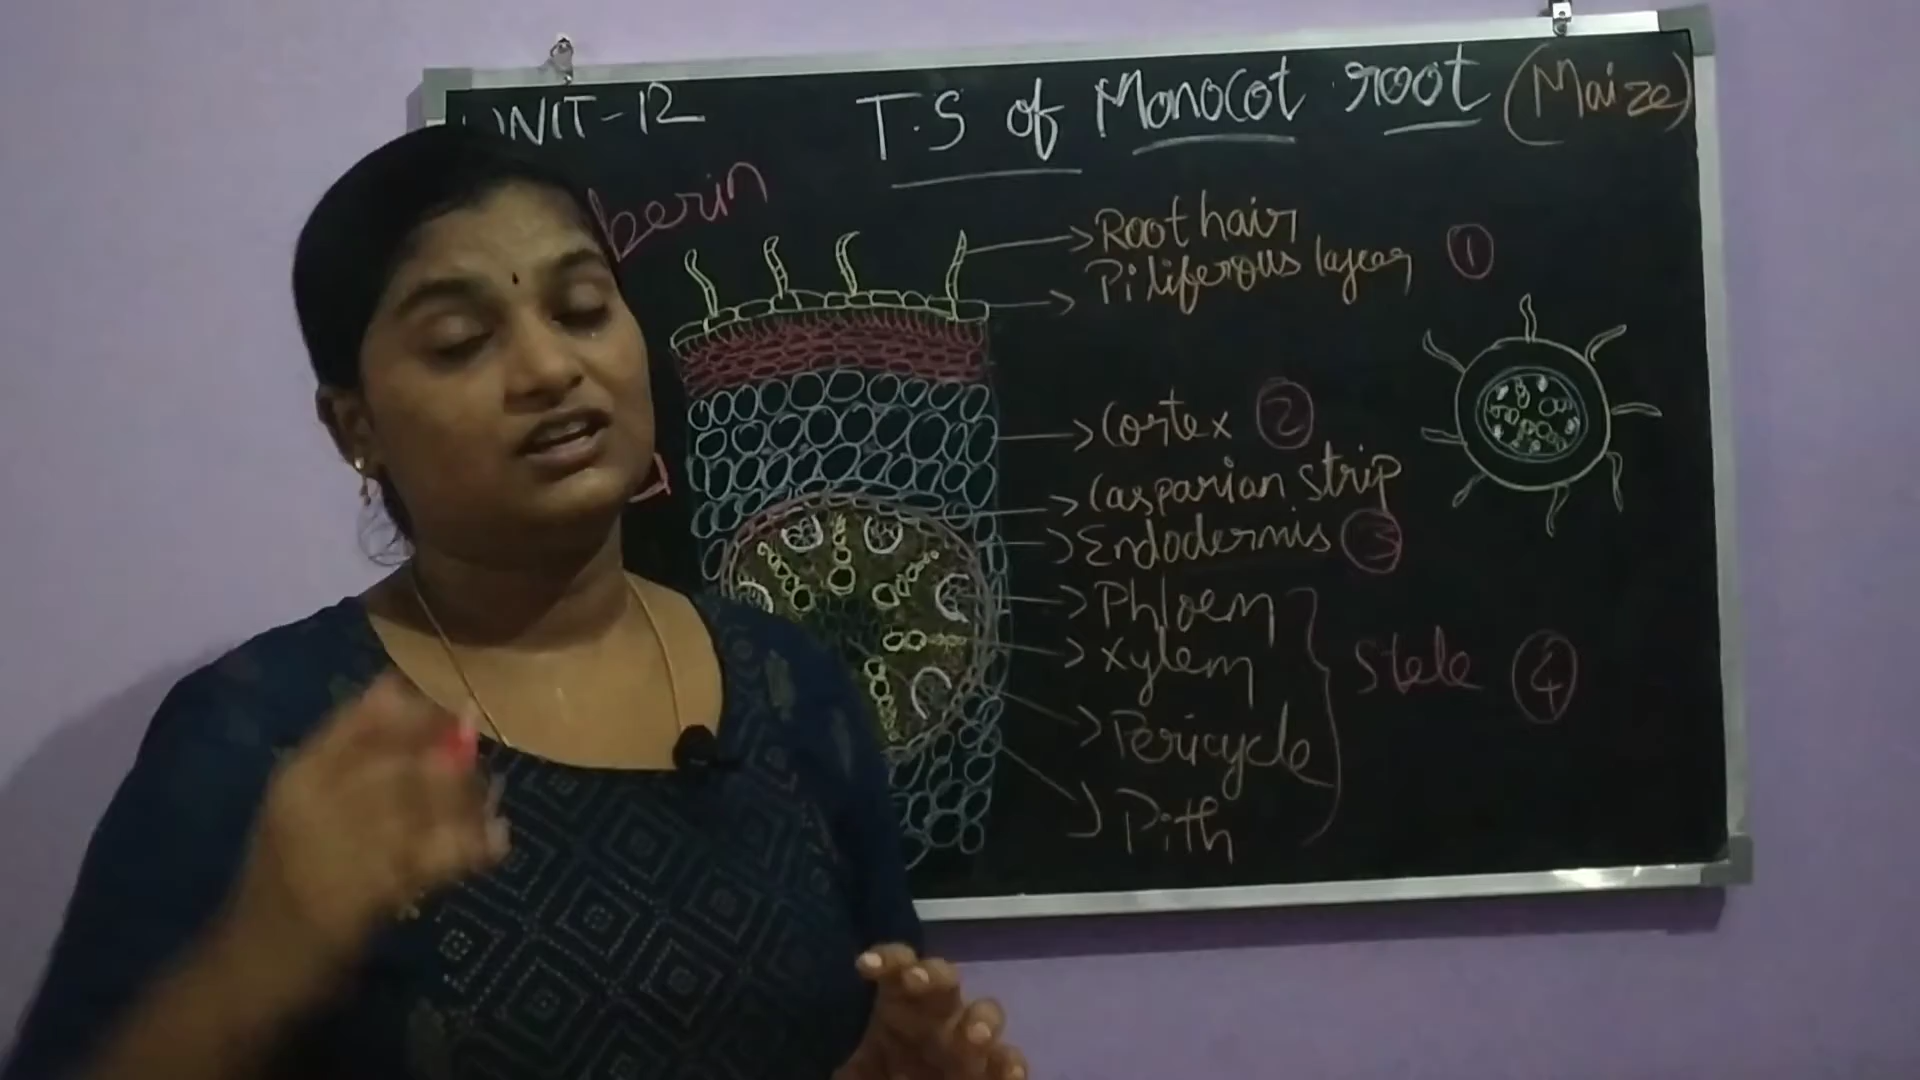 UNIT-12 T.S of Monocot root (Maize)
berin
Root hair
Piliferous layer 1
Cortex 2
Casparian strip
Endodermis 3
Phloem
Xylem
Stele 4
Pericycle
Pith